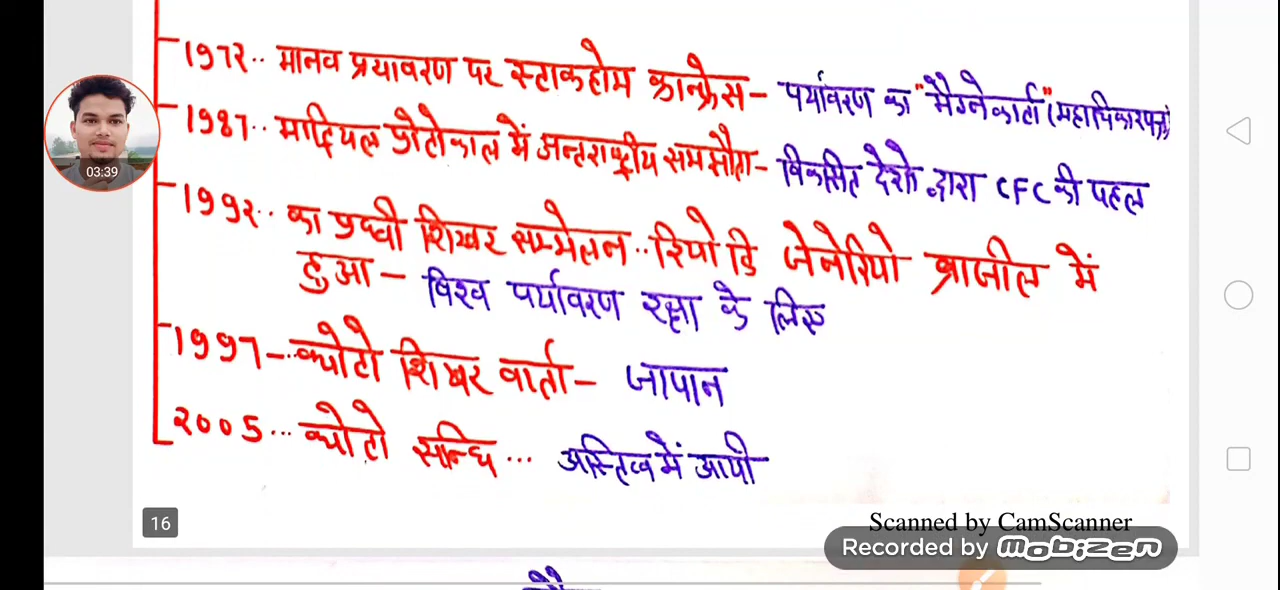 1972.. मानव प्रयावरण पर स्टाकहोम कान्फ्रेस - पर्यावरण का "मैग्नेकार्ता" (महाधिकारपत्र)
1987. माट्रियल प्रोटोकाल में अन्तराष्ट्रीय समझौता - विकसित देशो द्वारा CFC की पहल
1992.. का पृथ्वी शिखर सम्मेलन.. रियो डि जेनेरियो ब्राजील में
हुआ - विश्व पर्यावरण रक्षा के लिए
1997 - ...क्योटो शिखर वार्ता - जापान
2005... क्योटो सन्धि... अस्तित्व में आयी
03:39
16
Scanned by CamScanner
Recorded by mobizen